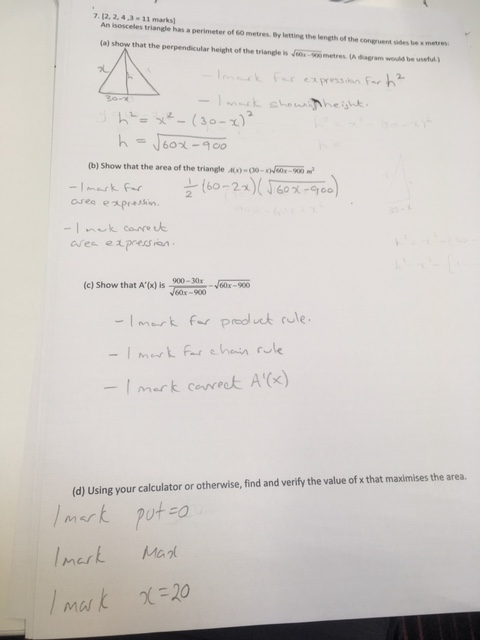 7. [2, 2, 4 ,3 = 11 marks]
An isosceles triangle has a perimeter of 60 metres. By letting the length of the congruent sides be x metres:
(a) show that the perpendicular height of the triangle is √60x−900 metres. (A diagram would be useful.)
x
h
30-x
- 1 mark for expression for h²
- 1 mark showing height.
h² = x² - (30-x)²
h = √60x-900
(b) Show that the area of the triangle A(x) = (30−x)√60x−900 m²
- 1 mark for
area expression.
1/2 (60-2x)(√60x-900)
- 1 mark correct
area expression.
(c) Show that A'(x) is (900−30x)/√60x−900 − √60x−900
- 1 mark for product rule.
- 1 mark for chain rule
- 1 mark correct A'(x)
(d) Using your calculator or otherwise, find and verify the value of x that maximises the area.
1 mark put=0
1 mark Max
1 mark x=20